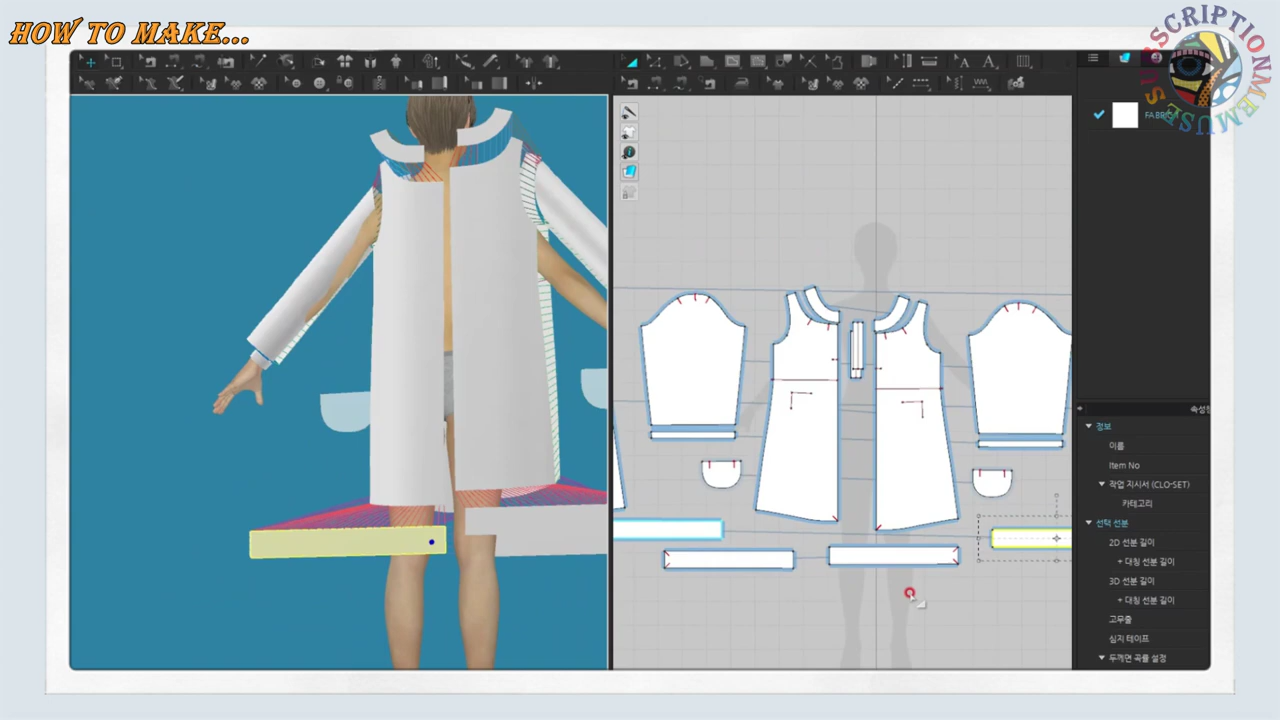 HOW TO MAKE...
SUBSCRIPTIONMEMUSE
속성창
정보
이름
Item No
작업 지시서 (CLO-SET)
카테고리
선택 선분
2D 선분 길이
+ 대칭 선분 길이
3D 선분 길이
+ 대칭 선분 길이
고무줄
심지 테이프
두께면 곡률 설정